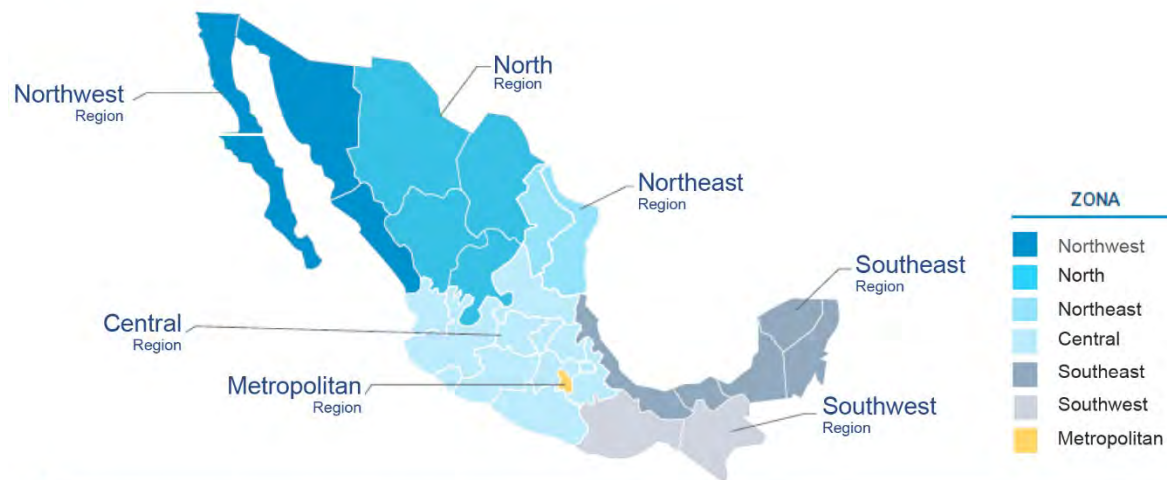 North
Region
Northwest
Region
Northeast
Region
Southeast
Region
Central
Region
Metropolitan
Region
Southwest
Region
ZONA
Northwest
North
Northeast
Central
Southeast
Southwest
Metropolitan